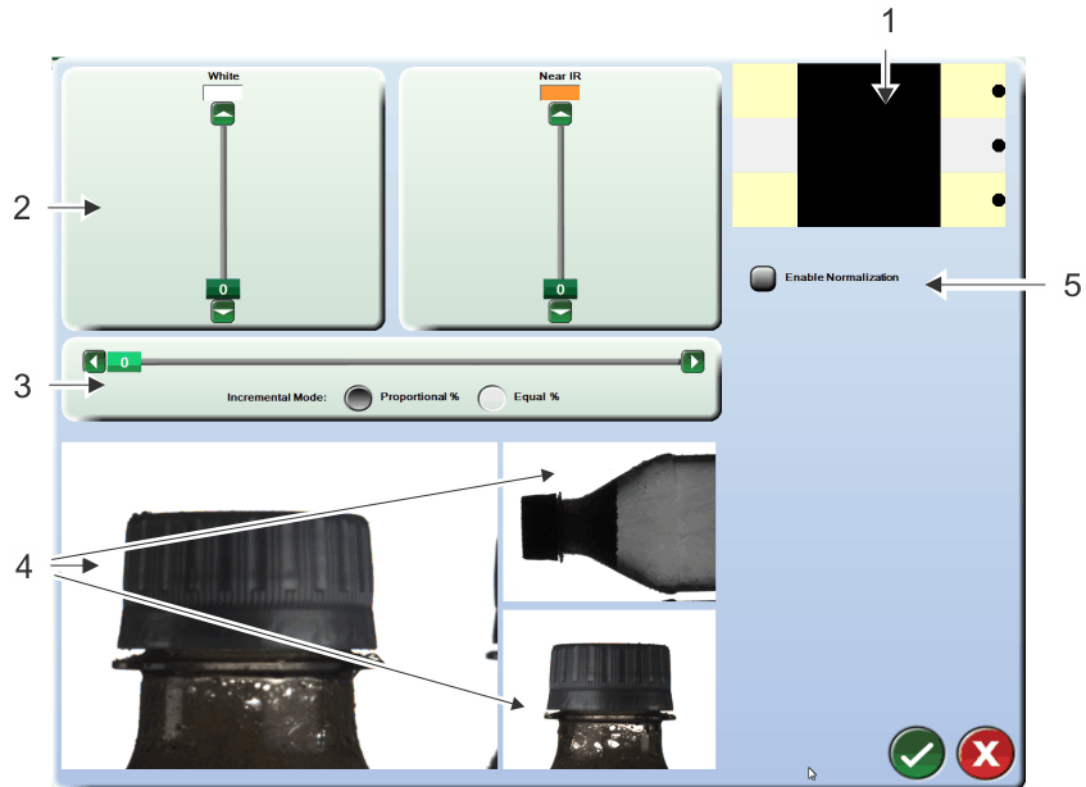 1
White
Near IR
2
0
0
Enable Normalization
5
0
3
Incremental Mode: Proportional % Equal %
4